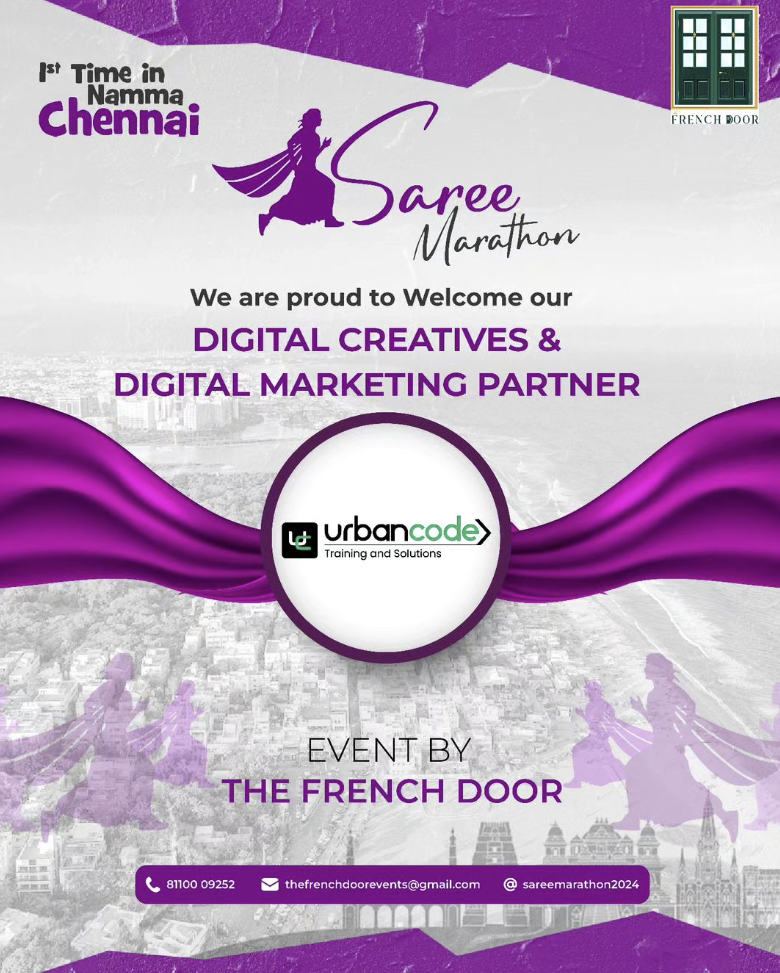 1st Time in
Namma
Chennai
FRENCH DOOR
Saree
Marathon
We are proud to Welcome our
DIGITAL CREATIVES &
DIGITAL MARKETING PARTNER
UC urbancode
Training and Solutions
EVENT BY
THE FRENCH DOOR
81100 09252 thefrenchdoorevents@gmail.com @ sareemarathon2024